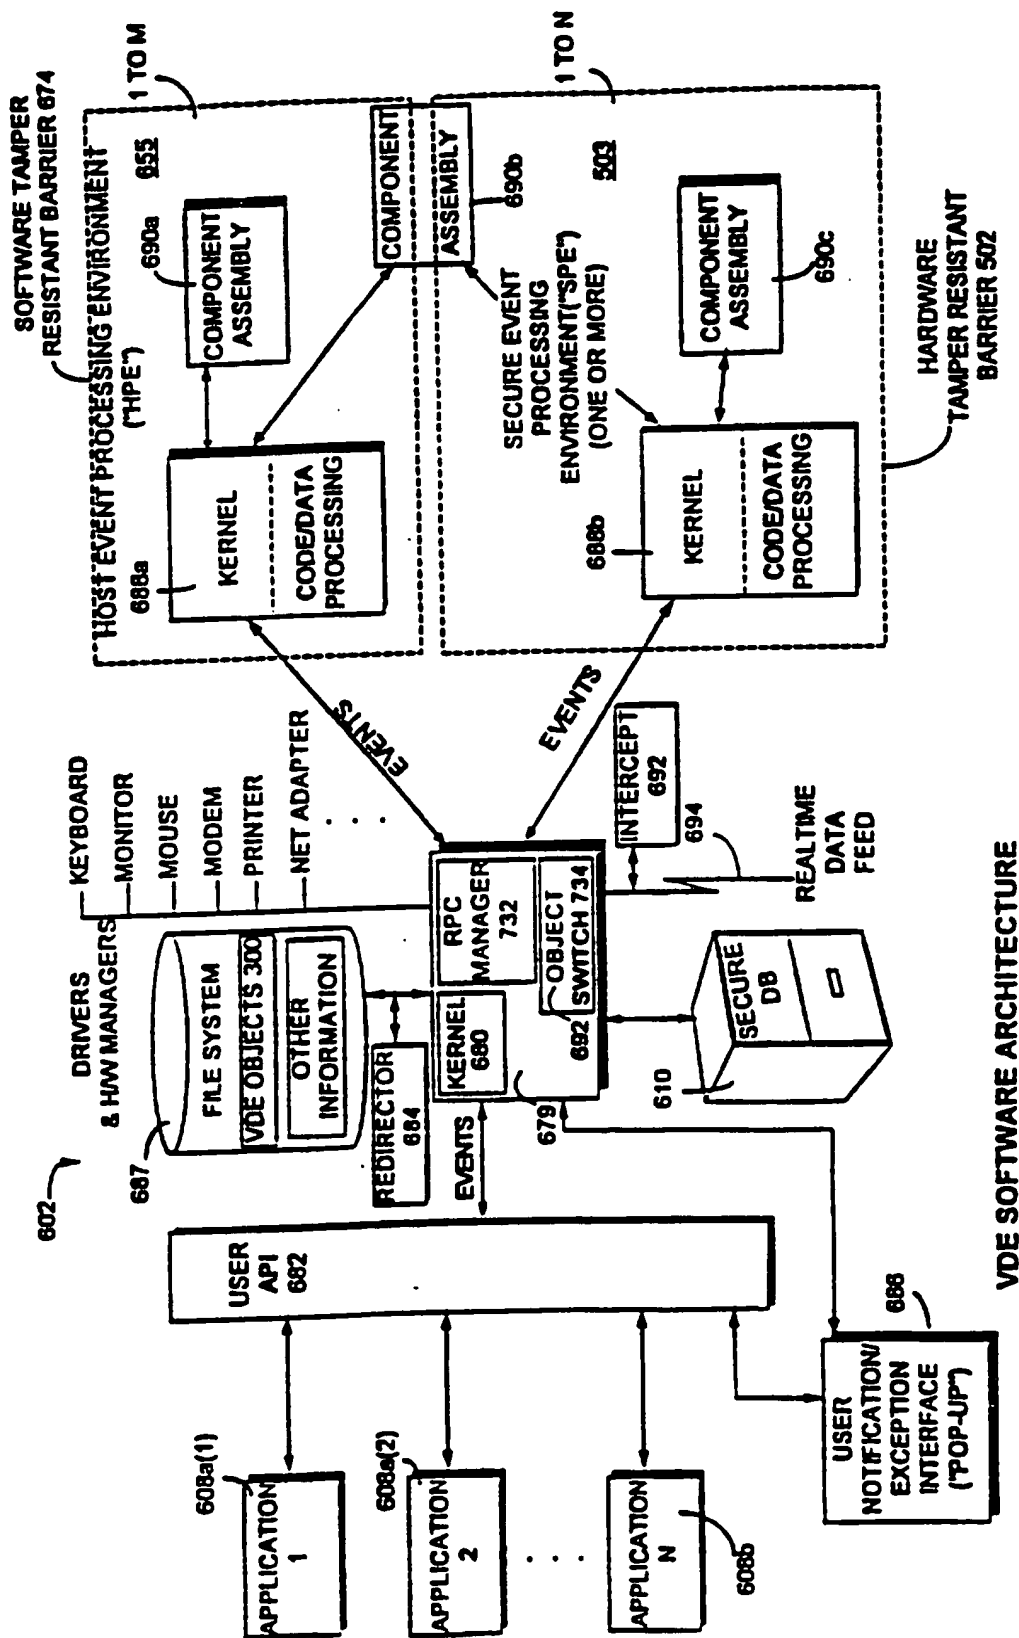 602
DRIVERS
& H/W MANAGERS
KEYBOARD
MONITOR
MOUSE
MODEM
PRINTER
NET ADAPTER
. . .
SOFTWARE TAMPER
RESISTANT BARRIER 674
HOST EVENT PROCESSING ENVIRONMENT
("HPE")
655
1 TO M
688a
KERNEL
CODE/DATA
PROCESSING
690a
COMPONENT
ASSEMBLY
COMPONENT
ASSEMBLY
690b
687
FILE SYSTEM
VDE OBJECTS 300
OTHER
INFORMATION
REDIRECTOR
684
EVENTS
EVENTS
EVENTS
USER
API
682
KERNEL
680
RPC
MANAGER
732
692
OBJECT
SWITCH 734
679
INTERCEPT
692
694
REALTIME
DATA
FEED
610
SECURE
DB
SECURE EVENT
PROCESSING
ENVIRONMENT("SPE")
(ONE OR MORE)
503
1 TO N
688b
KERNEL
CODE/DATA
PROCESSING
COMPONENT
ASSEMBLY
690c
HARDWARE
TAMPER RESISTANT
BARRIER 502
608a(1)
APPLICATION
1
608a(2)
APPLICATION
2
. . . .
APPLICATION
N
608b
USER
NOTIFICATION/
EXCEPTION
INTERFACE
("POP-UP")
686
VDE SOFTWARE ARCHITECTURE